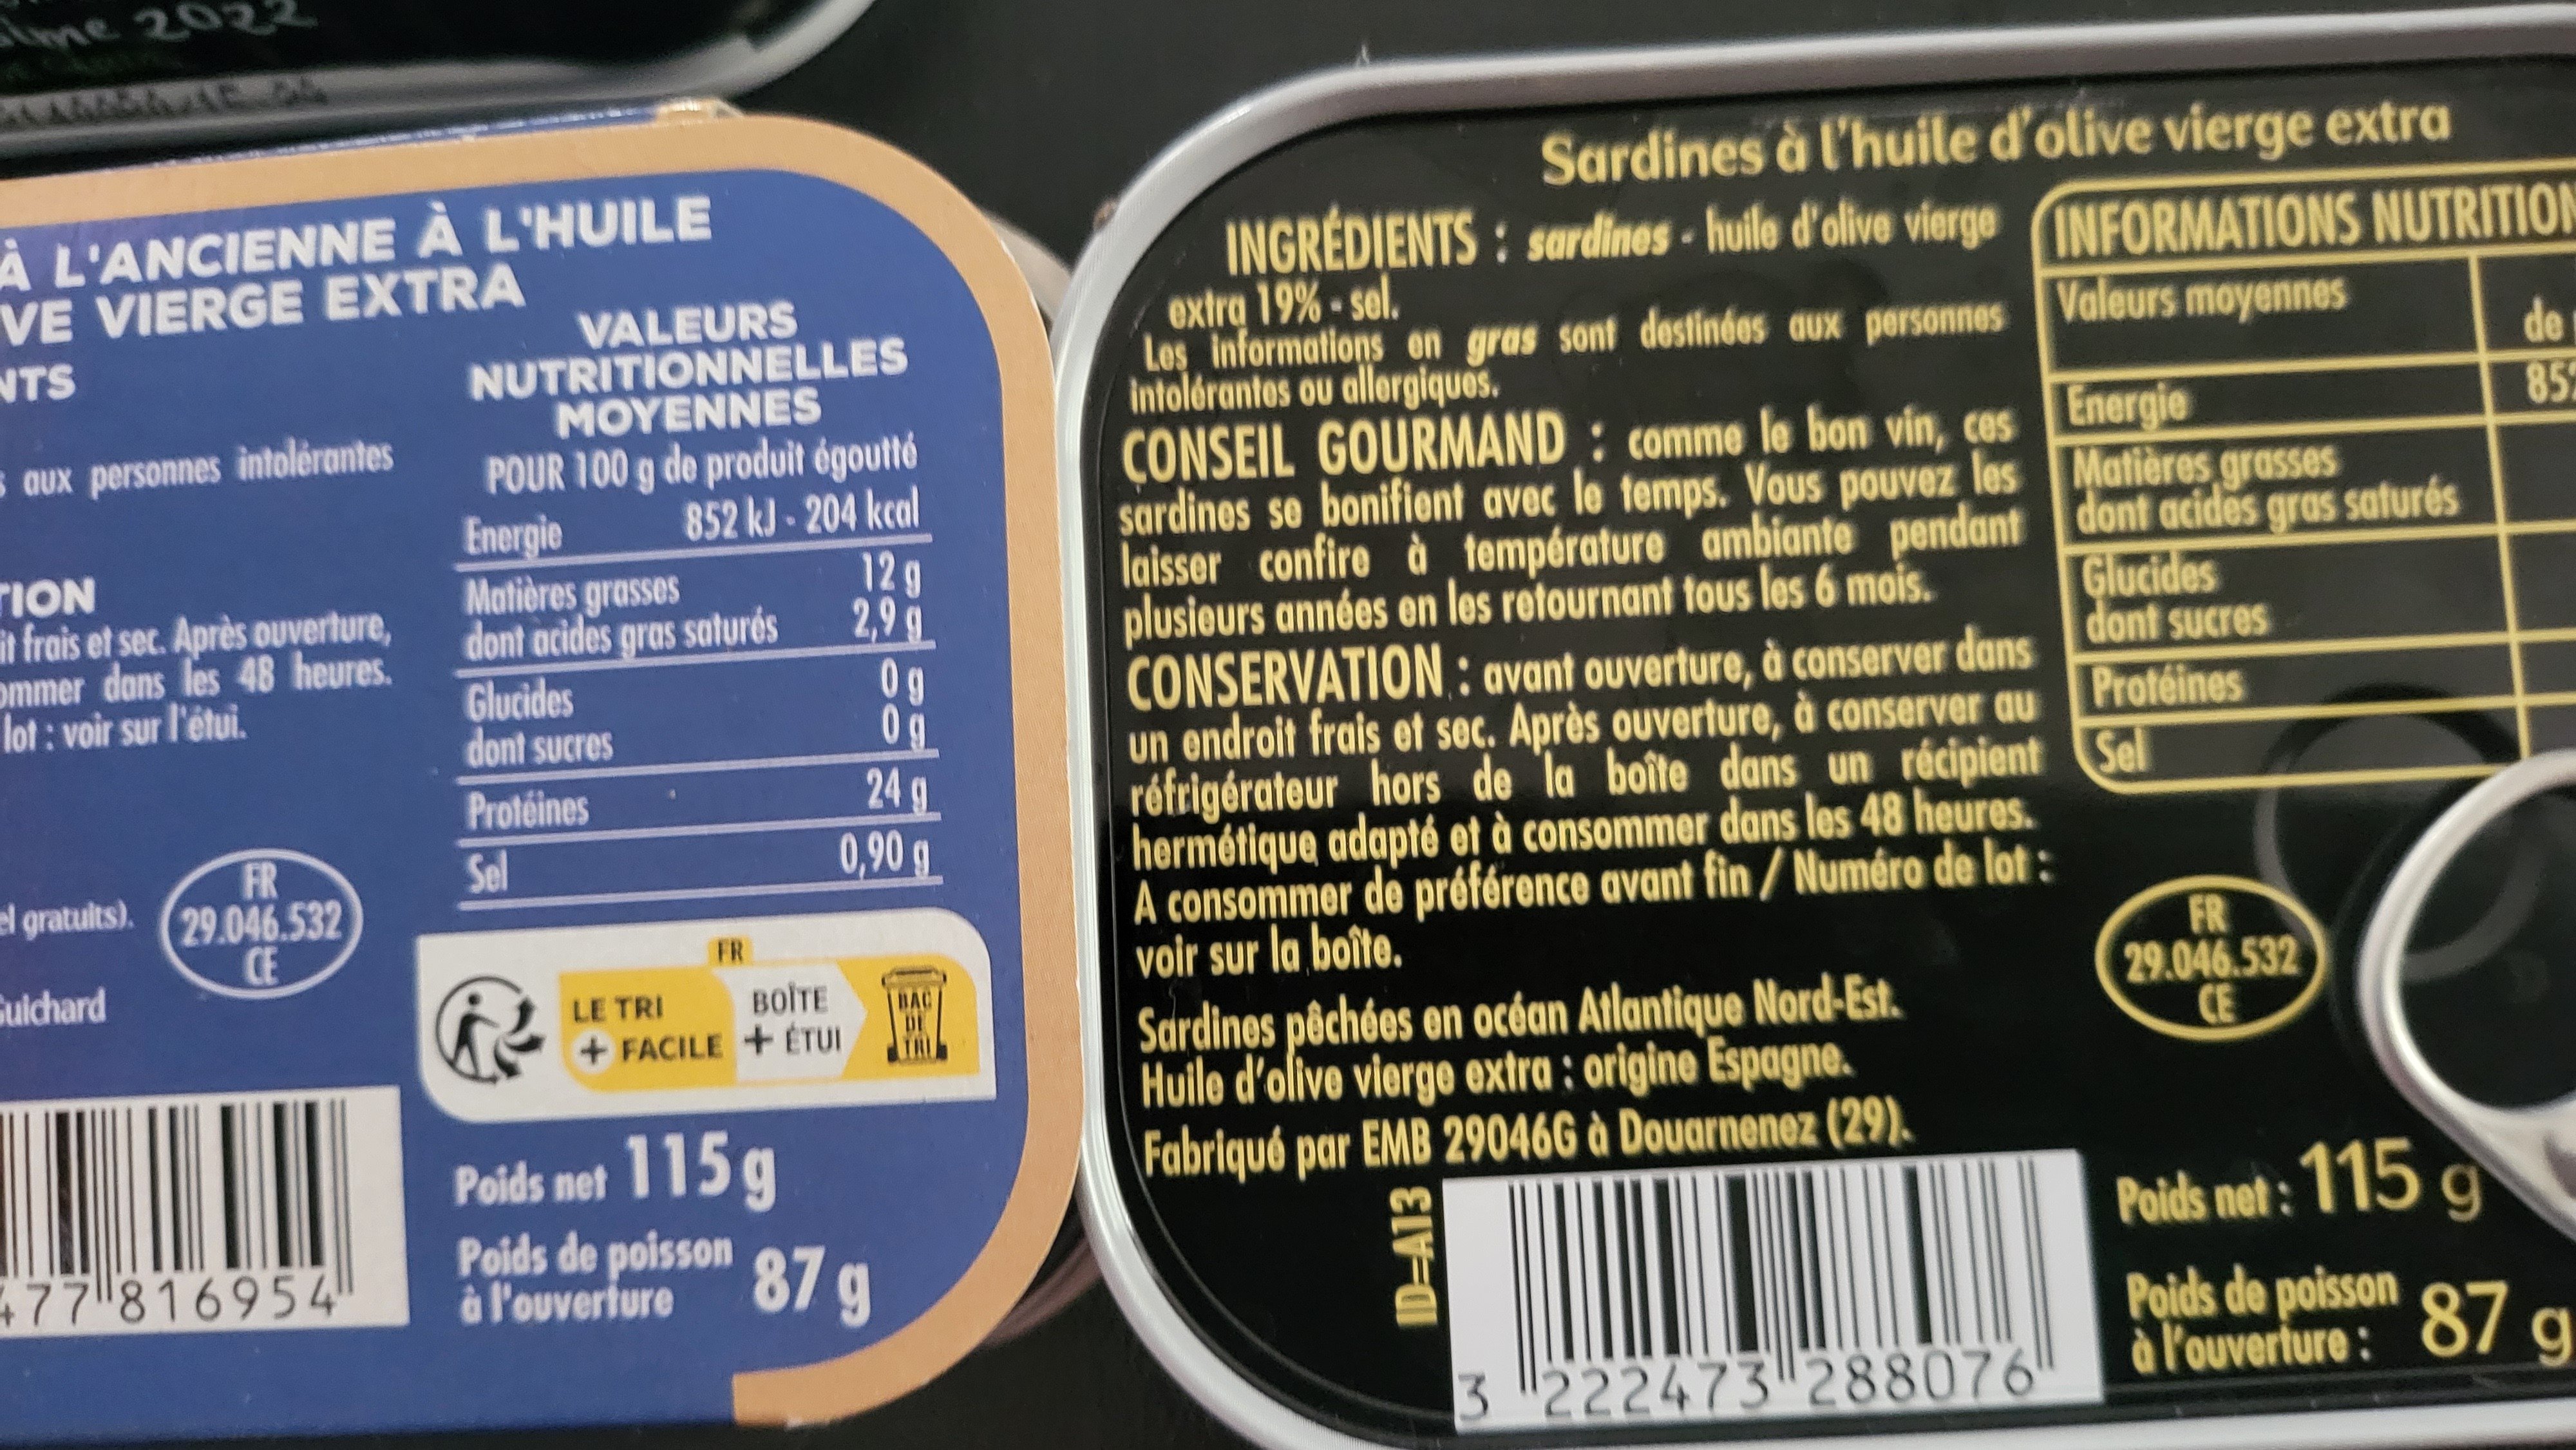 2022
À L'ANCIENNE À L'HUILE
VE VIERGE EXTRA
NTS
aux personnes intolérantes
TION
it frais et sec. Après ouverture,
ommer dans les 48 heures.
lot : voir sur l'étui.
el gratuits).
FR
29.046.532
CE
Guichard
477 816954
VALEURS
NUTRITIONNELLES
MOYENNES
POUR 100 g de produit égoutté
Energie 852 kJ - 204 kcal
Matières grasses 12 g
dont acides gras saturés 2,9 g
Glucides 0 g
dont sucres 0 g
Protéines 24 g
Sel 0,90 g
FR
LE TRI
+ FACILE
BOÎTE
+ ÉTUI
BAC
DE
TRI
Poids net 115 g
Poids de poisson
à l'ouverture 87 g
Sardines à l'huile d'olive vierge extra
INGRÉDIENTS : sardines - huile d'olive vierge
extra 19% - sel.
Les informations en gras sont destinées aux personnes
intolérantes ou allergiques.
CONSEIL GOURMAND : comme le bon vin, ces
sardines se bonifient avec le temps. Vous pouvez les
laisser confire à température ambiante pendant
plusieurs années en les retournant tous les 6 mois.
CONSERVATION : avant ouverture, à conserver dans
un endroit frais et sec. Après ouverture, à conserver au
réfrigérateur hors de la boîte dans un récipient
hermétique adapté et à consommer dans les 48 heures.
A consommer de préférence avant fin / Numéro de lot :
voir sur la boîte.
Sardines pêchées en océan Atlantique Nord-Est.
Huile d'olive vierge extra : origine Espagne.
Fabriqué par EMB 29046G à Douarnenez (29).
ID-A13
3 222473 288076
INFORMATIONS NUTRITION
Valeurs moyennes
de
Energie 852
Matières grasses
dont acides gras saturés
Glucides
dont sucres
Protéines
Sel
FR
29.046.532
CE
Poids net : 115 g
Poids de poisson
à l'ouverture : 87 g